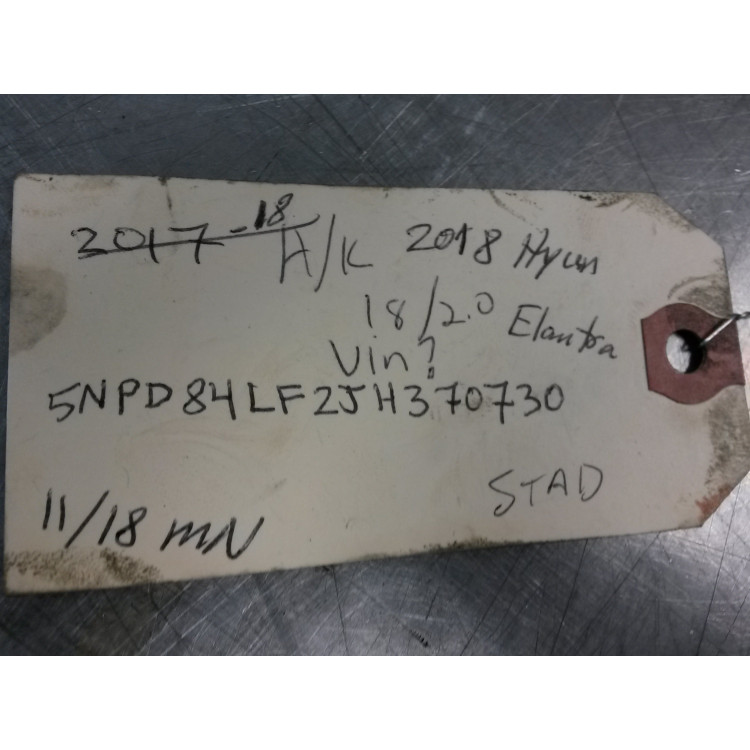 2017-18 A/K 2018 Hyun
18/2.0 Elantra
Vin?
5NPD84LF2JH370730
STAD
11/18 MN